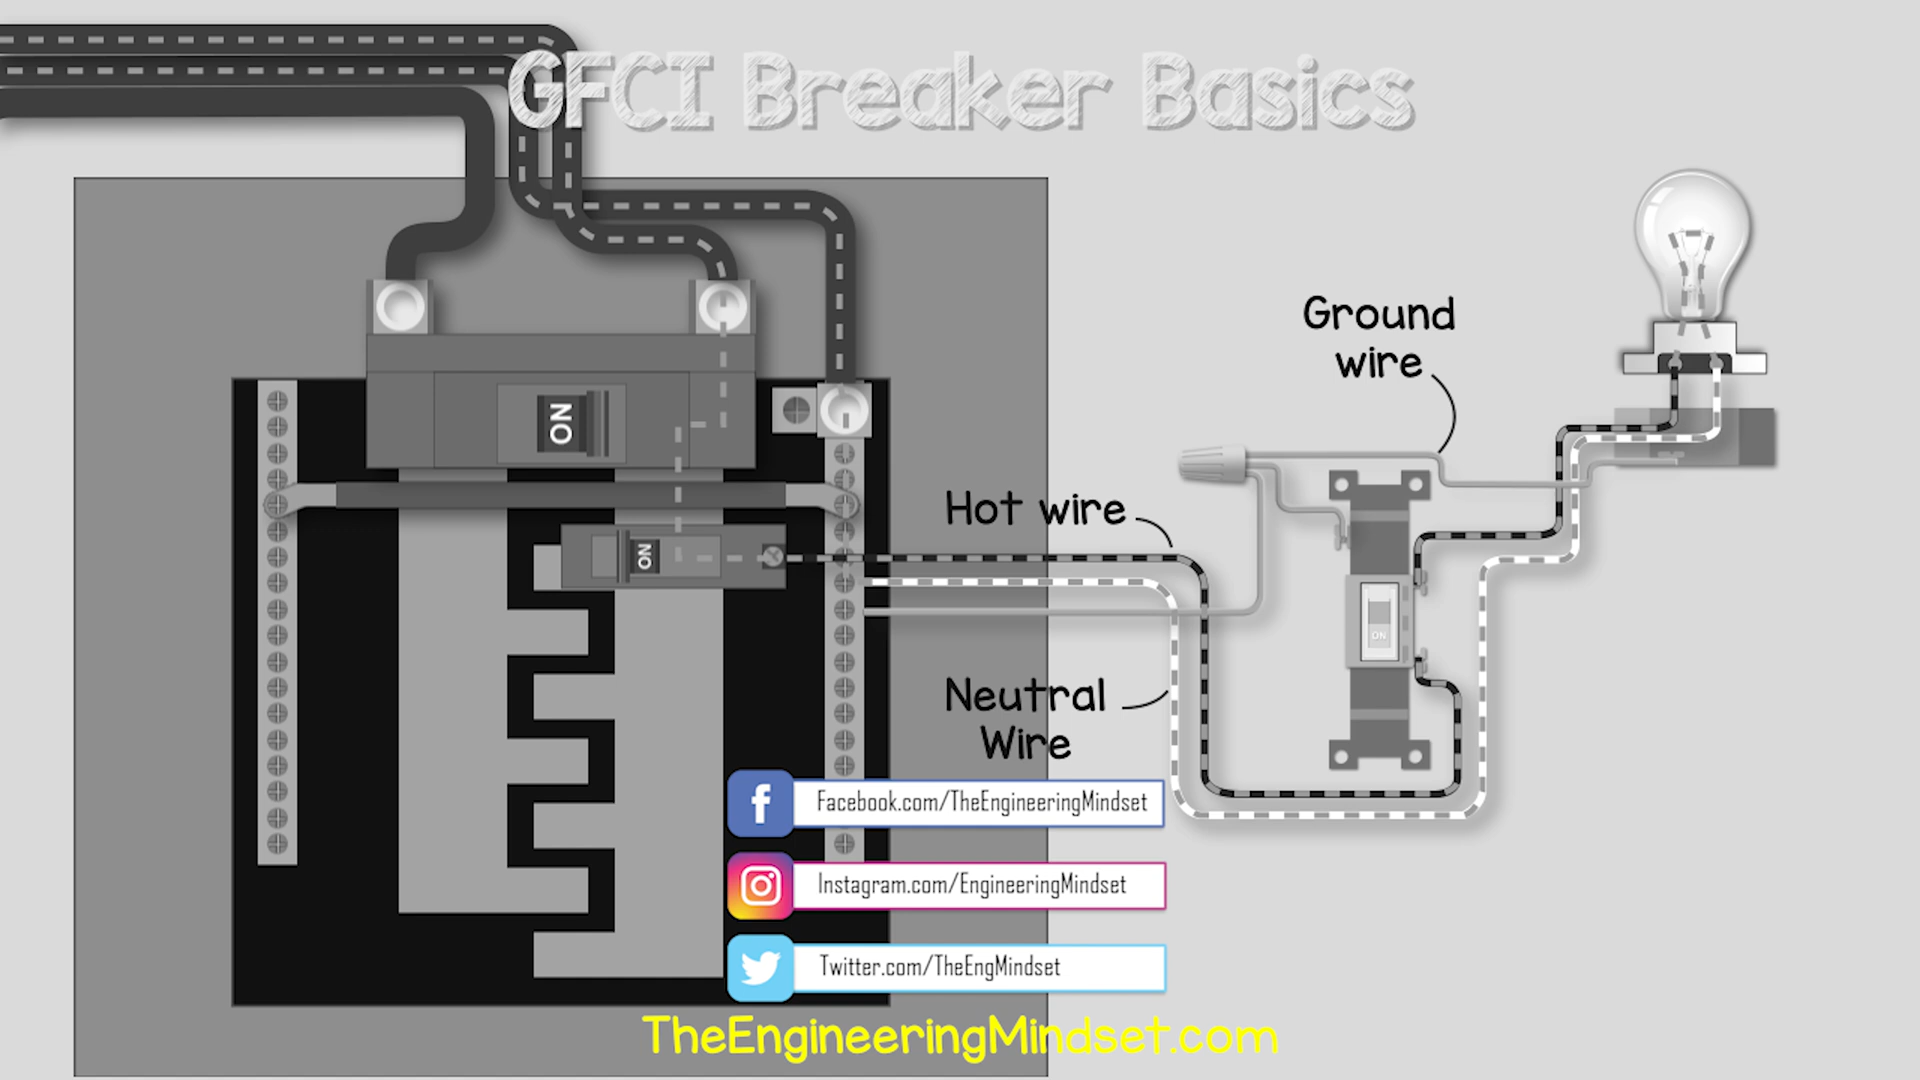 GFCI Breaker Basics
Ground
wire
ON
Hot wire
ON
ON
Neutral
Wire
f
Facebook.com/TheEngineeringMindset
Instagram.com/EngineeringMindset
Twitter.com/TheEngMindset
TheEngineeringMindset.com